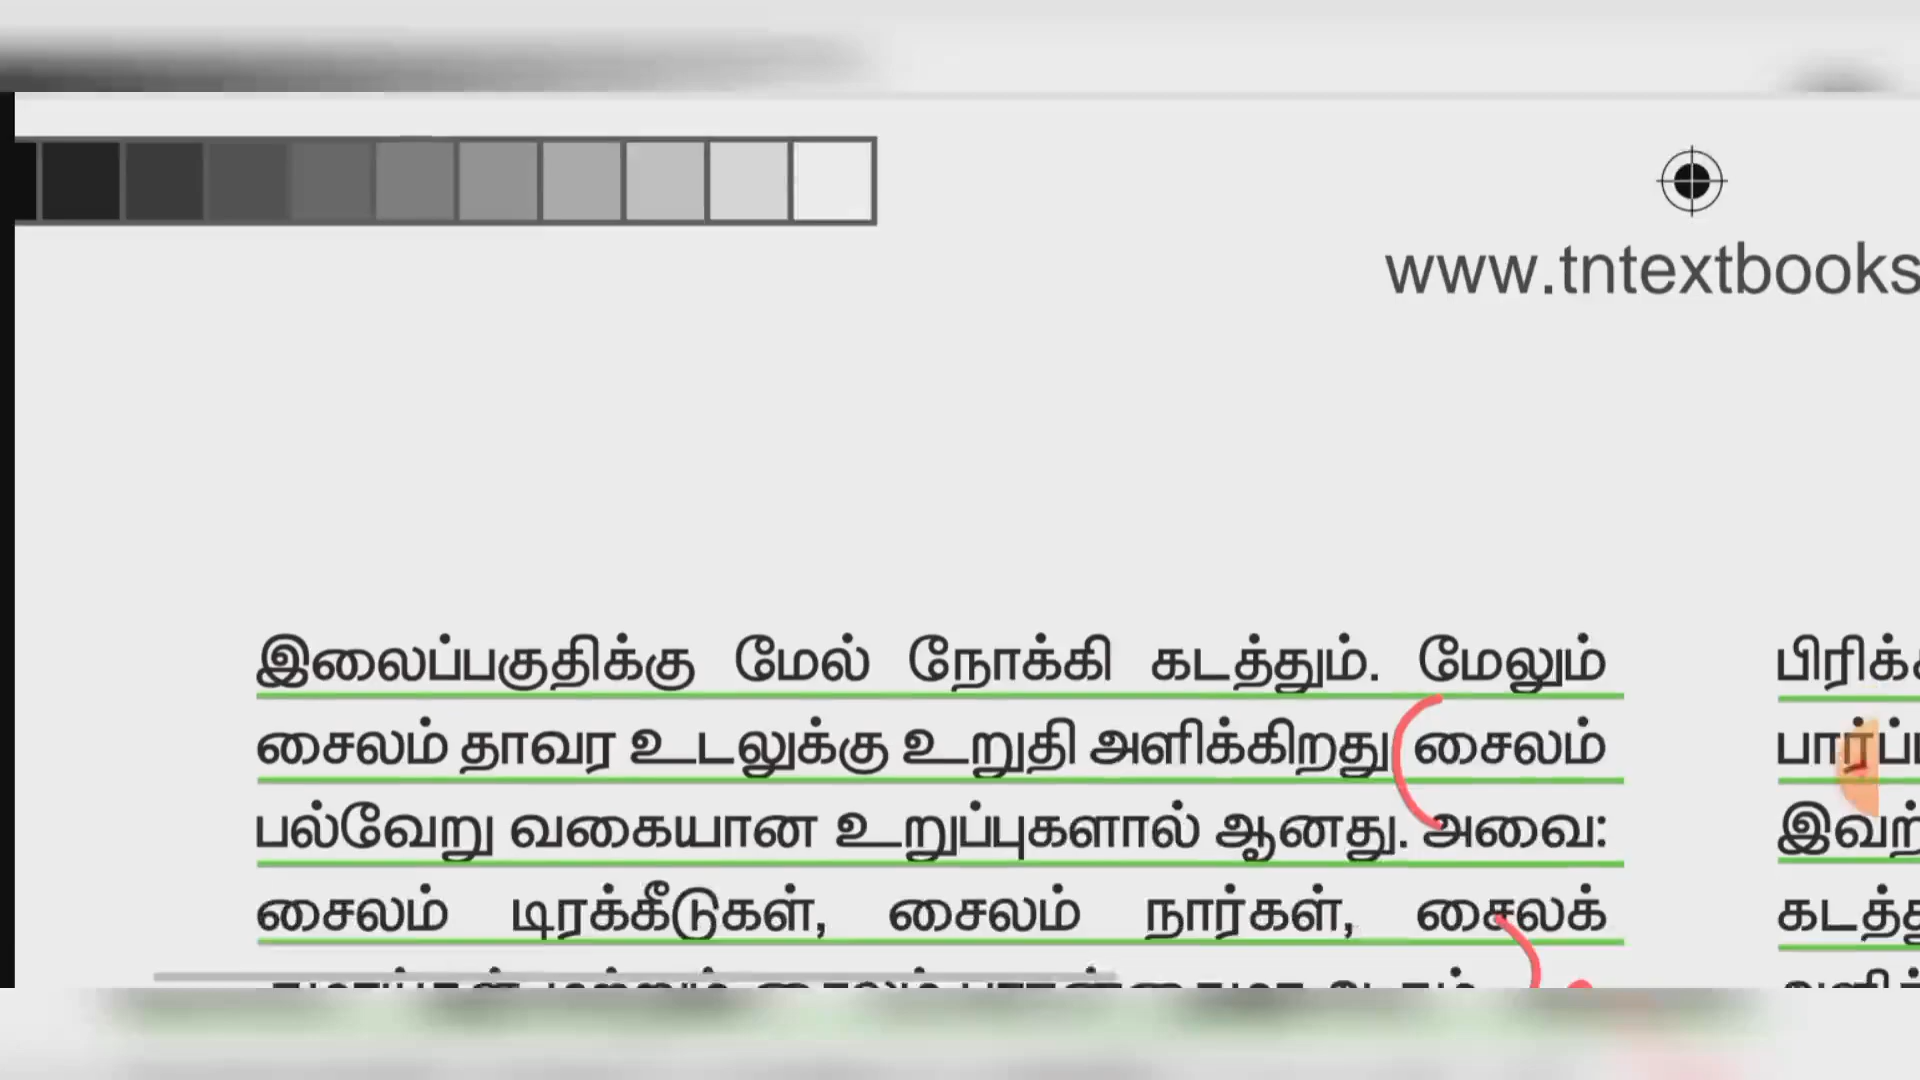 www.tntextbooks
இலைப்பகுதிக்கு மேல் நோக்கி கடத்தும். மேலும்
சைலம் தாவர உடலுக்கு உறுதி அளிக்கிறது சைலம்
பல்வேறு வகையான உறுப்புகளால் ஆனது. அவை:
சைலம் டிரக்கீடுகள், சைலம் நார்கள், சைலக்